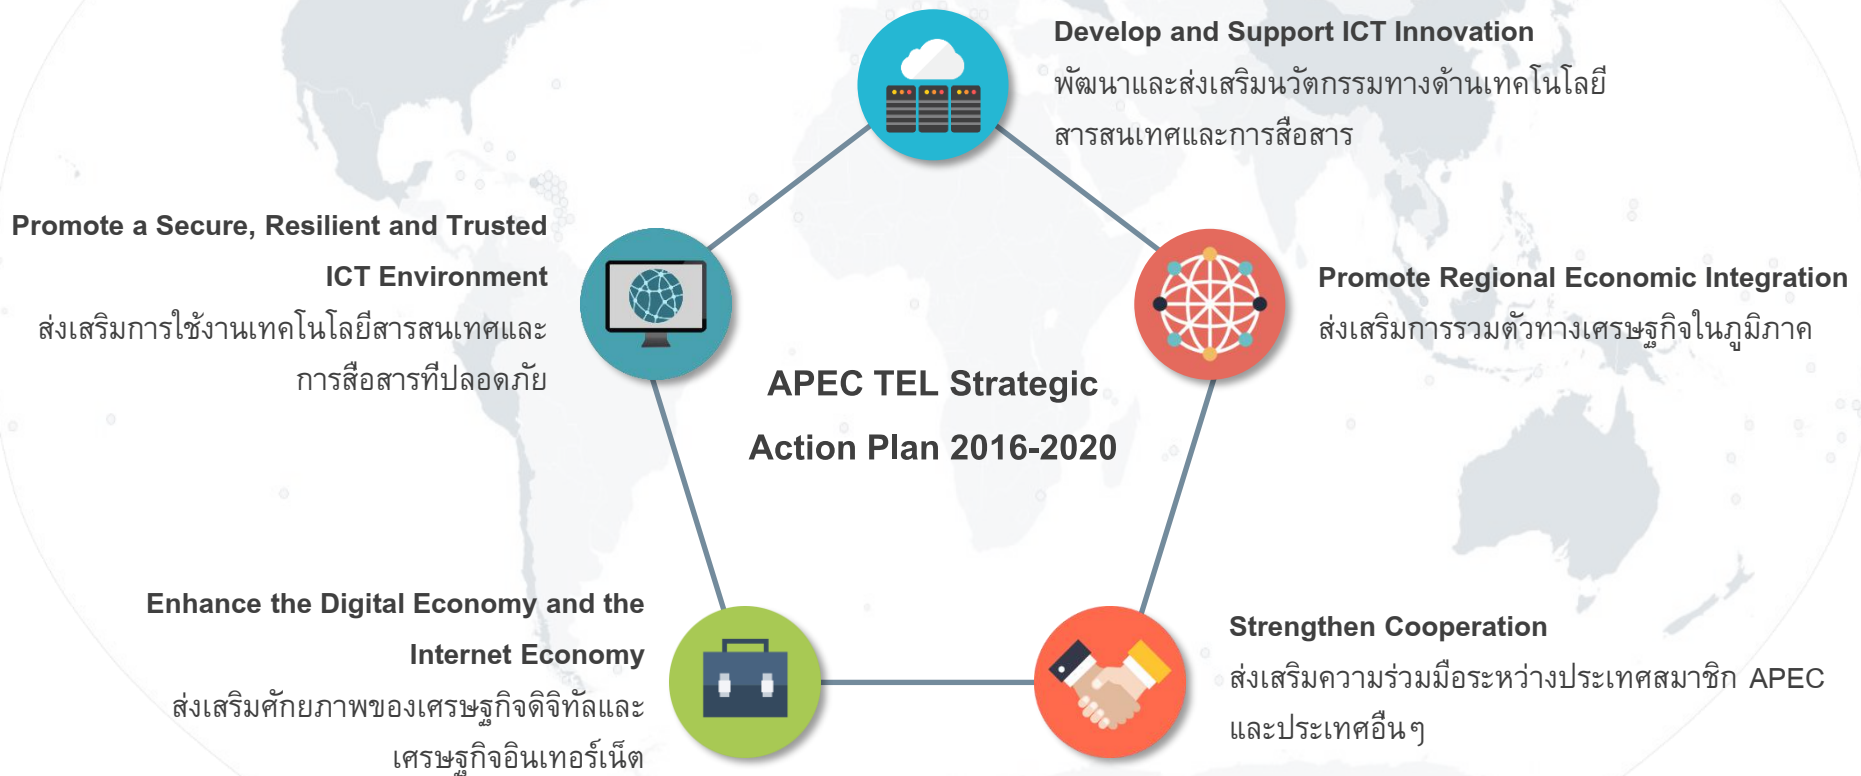 Develop and Support ICT Innovation
พัฒนาและส่งเสริมนวัตกรรมทางด้านเทคโนโลยี
สารสนเทศและการสือสาร
Promote a Secure, Resilient and Trusted
ICT Environment
ส่งเสริมการใช้งานเทคโนโลยีสารสนเทศและ
การสือสารทีปลอดภัย
Promote Regional Economic Integration
ส่งเสริมการรวมตัวทางเศรษฐกิจในภูมิภาค
APEC TEL Strategic
Action Plan 2016-2020
Enhance the Digital Economy and the
Internet Economy
ส่งเสริมศักยภาพของเศรษฐกิจดิจิทัลและ
เศรษฐกิจอินเทอร์เน็ต
Strengthen Cooperation
ส่งเสริมความร่วมมือระหว่างประเทศสมาชิก APEC
และประเทศอืนๆ